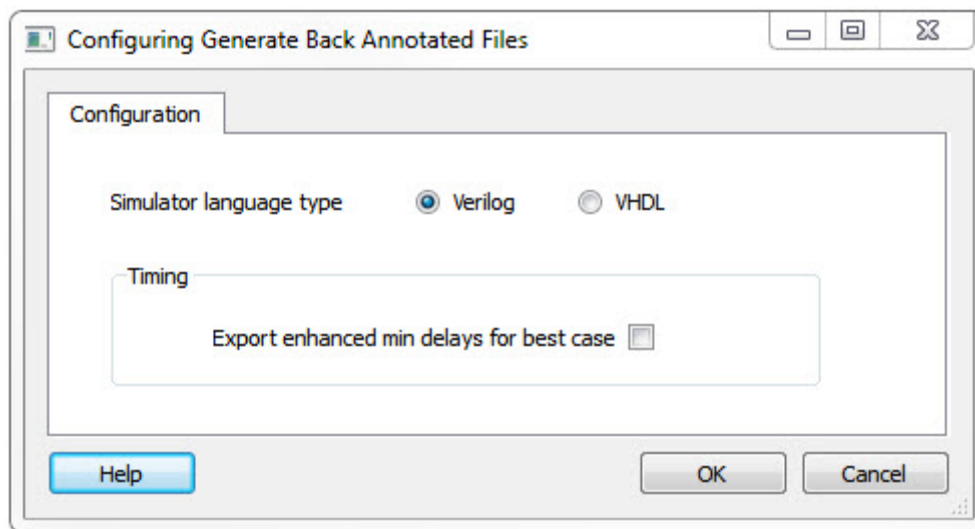 Configuring Generate Back Annotated Files
Configuration
Simulator language type Verilog VHDL
Timing
Export enhanced min delays for best case
Help OK Cancel